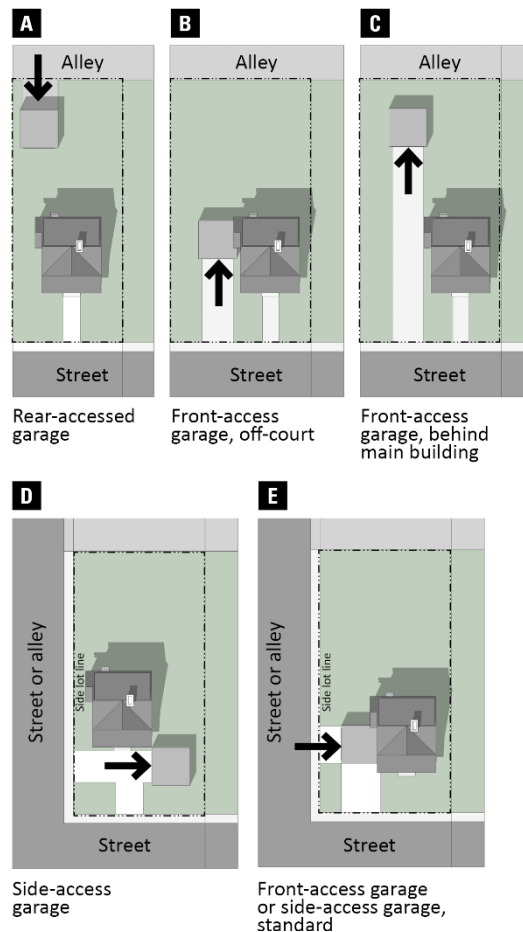 A
B
C
Alley
Alley
Alley
Street
Street
Street
Rear-accessed
garage
Front-access
garage, off-court
Front-access
garage, behind
main building
D
E
Street or alley
Side lot line
Street
Street or alley
Side lot line
Street
Side-access
garage
Front-access garage
or side-access garage,
standard